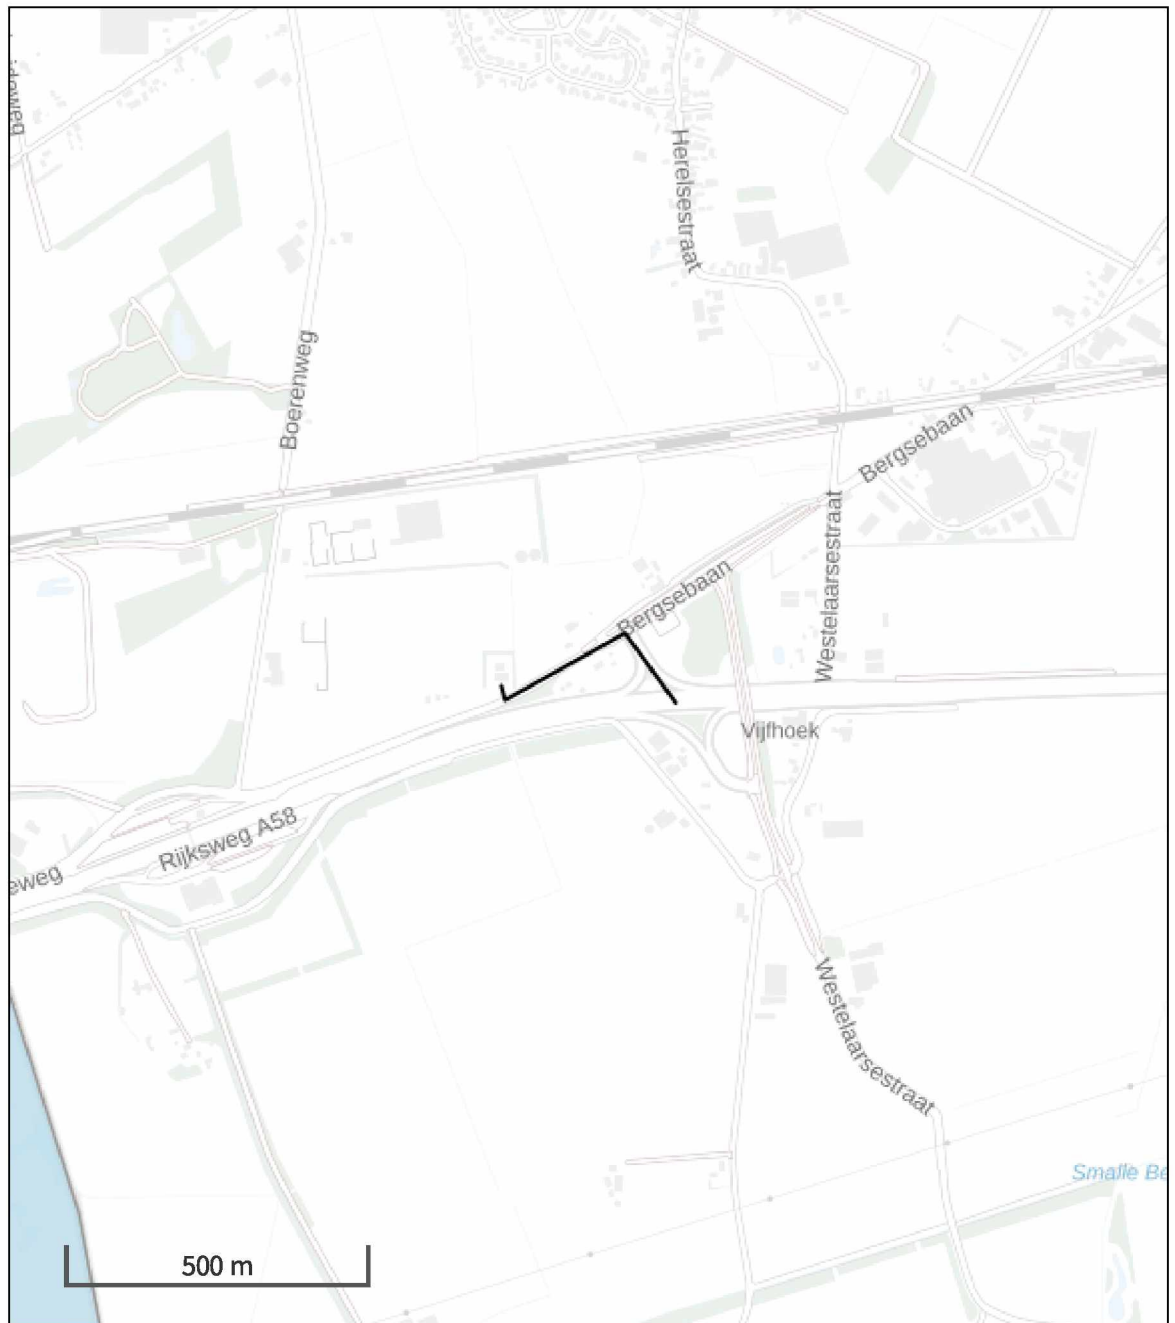 Herelsestraat
Boerenweg
Bergsebaan
Westelaarsestraat
Bergsebaan
Vijfhoek
Rijksweg A58
eweg
Westelaarsestraat
Smalle Be
500 m